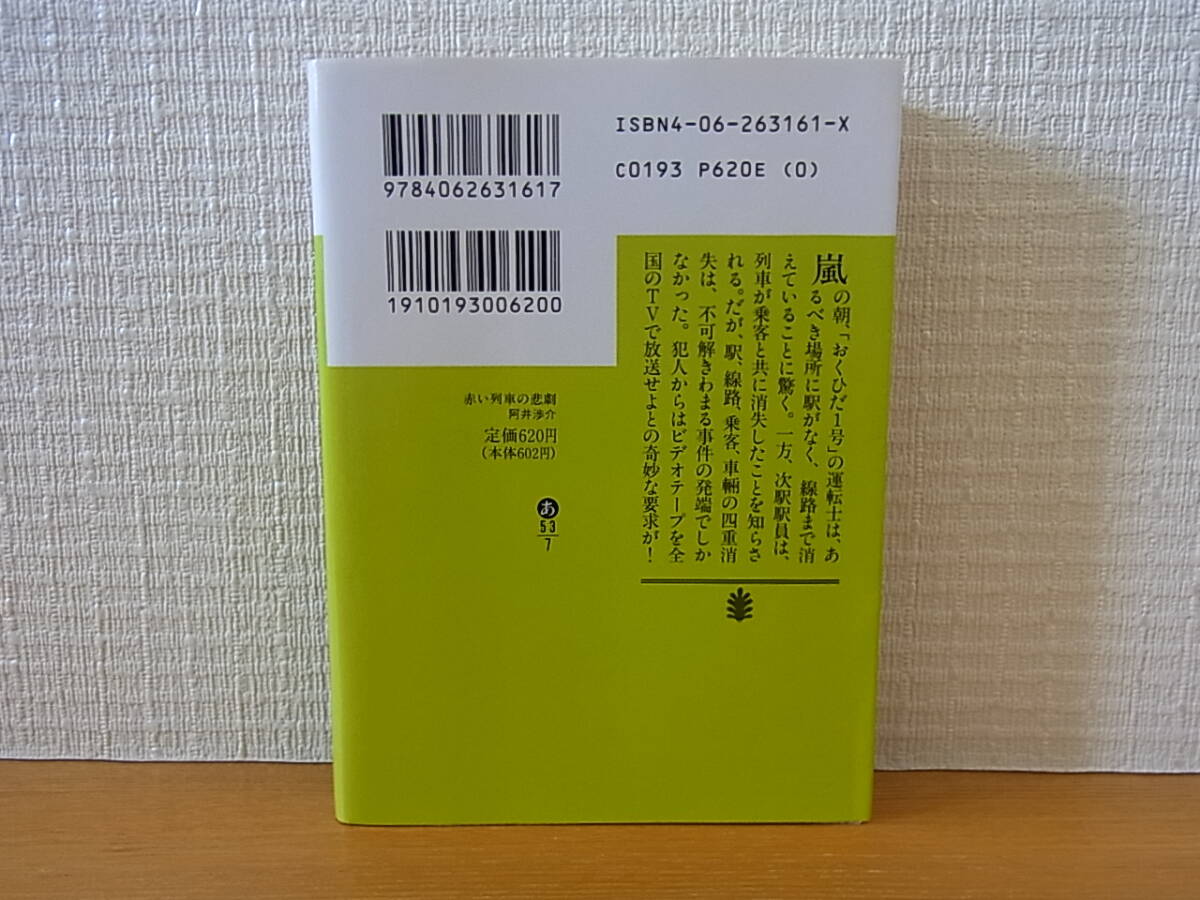 ISBN4-06-263161-X
C0193 P620E (0)
9784062631617
1910193006200
嵐の朝、「おくひだ1号」の運転士は、あ
るべき場所に駅がなく、線路まで消
えていることに驚く。一方、次駅駅員は、
列車が乗客と共に消失したことを知らさ
れる。だが、駅、線路、乗客、車輛の四重消
失は、不可解きわまる事件の発端でしか
なかった。犯人からはビデオテープを全
国のTVで放送せよとの奇妙な要求が!
赤い列車の悲劇
阿井渉介
定価620円
(本体602円)
あ
53
7